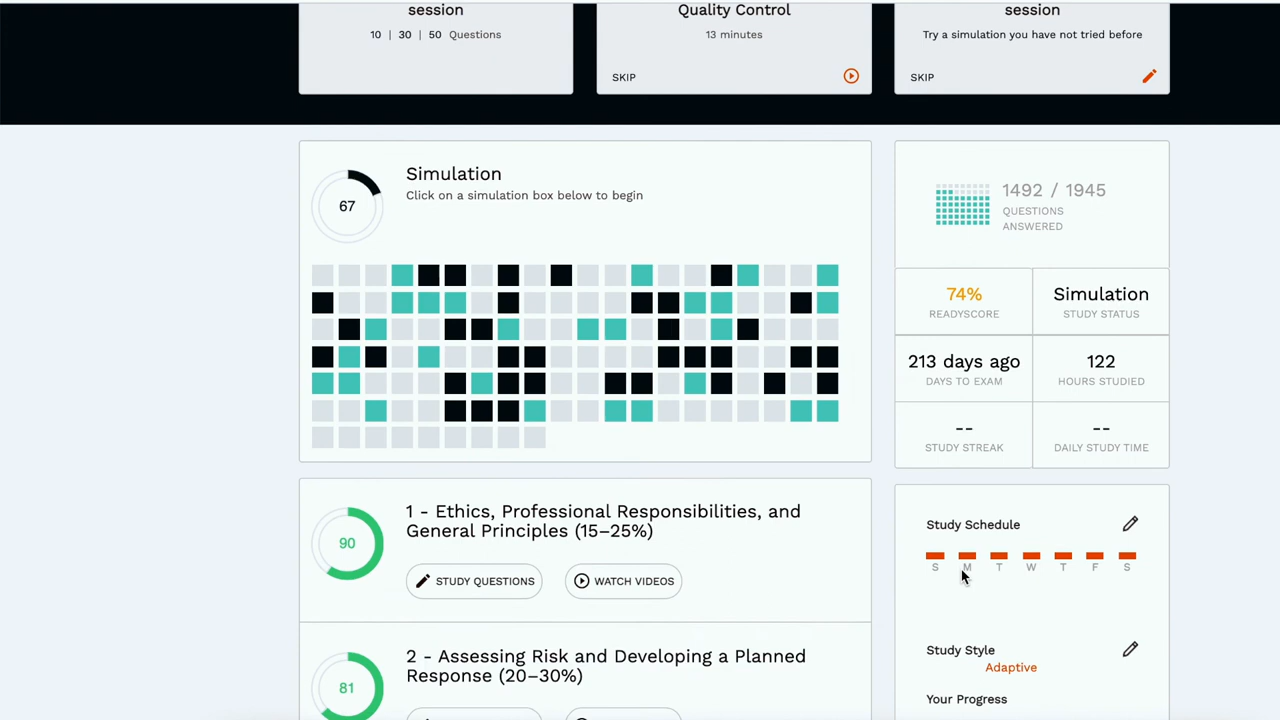 session
10 | 30 | 50 Questions
Quality Control
13 minutes
SKIP
session
Try a simulation you have not tried before
SKIP
67
Simulation
Click on a simulation box below to begin
1492 / 1945
QUESTIONS
ANSWERED
74%
READYSCORE
Simulation
STUDY STATUS
213 days ago
DAYS TO EXAM
122
HOURS STUDIED
--
STUDY STREAK
--
DAILY STUDY TIME
90
1 - Ethics, Professional Responsibilities, and
General Principles (15–25%)
STUDY QUESTIONS
WATCH VIDEOS
81
2 - Assessing Risk and Developing a Planned
Response (20–30%)
Study Schedule
S M T W T F S
Study Style
Adaptive
Your Progress